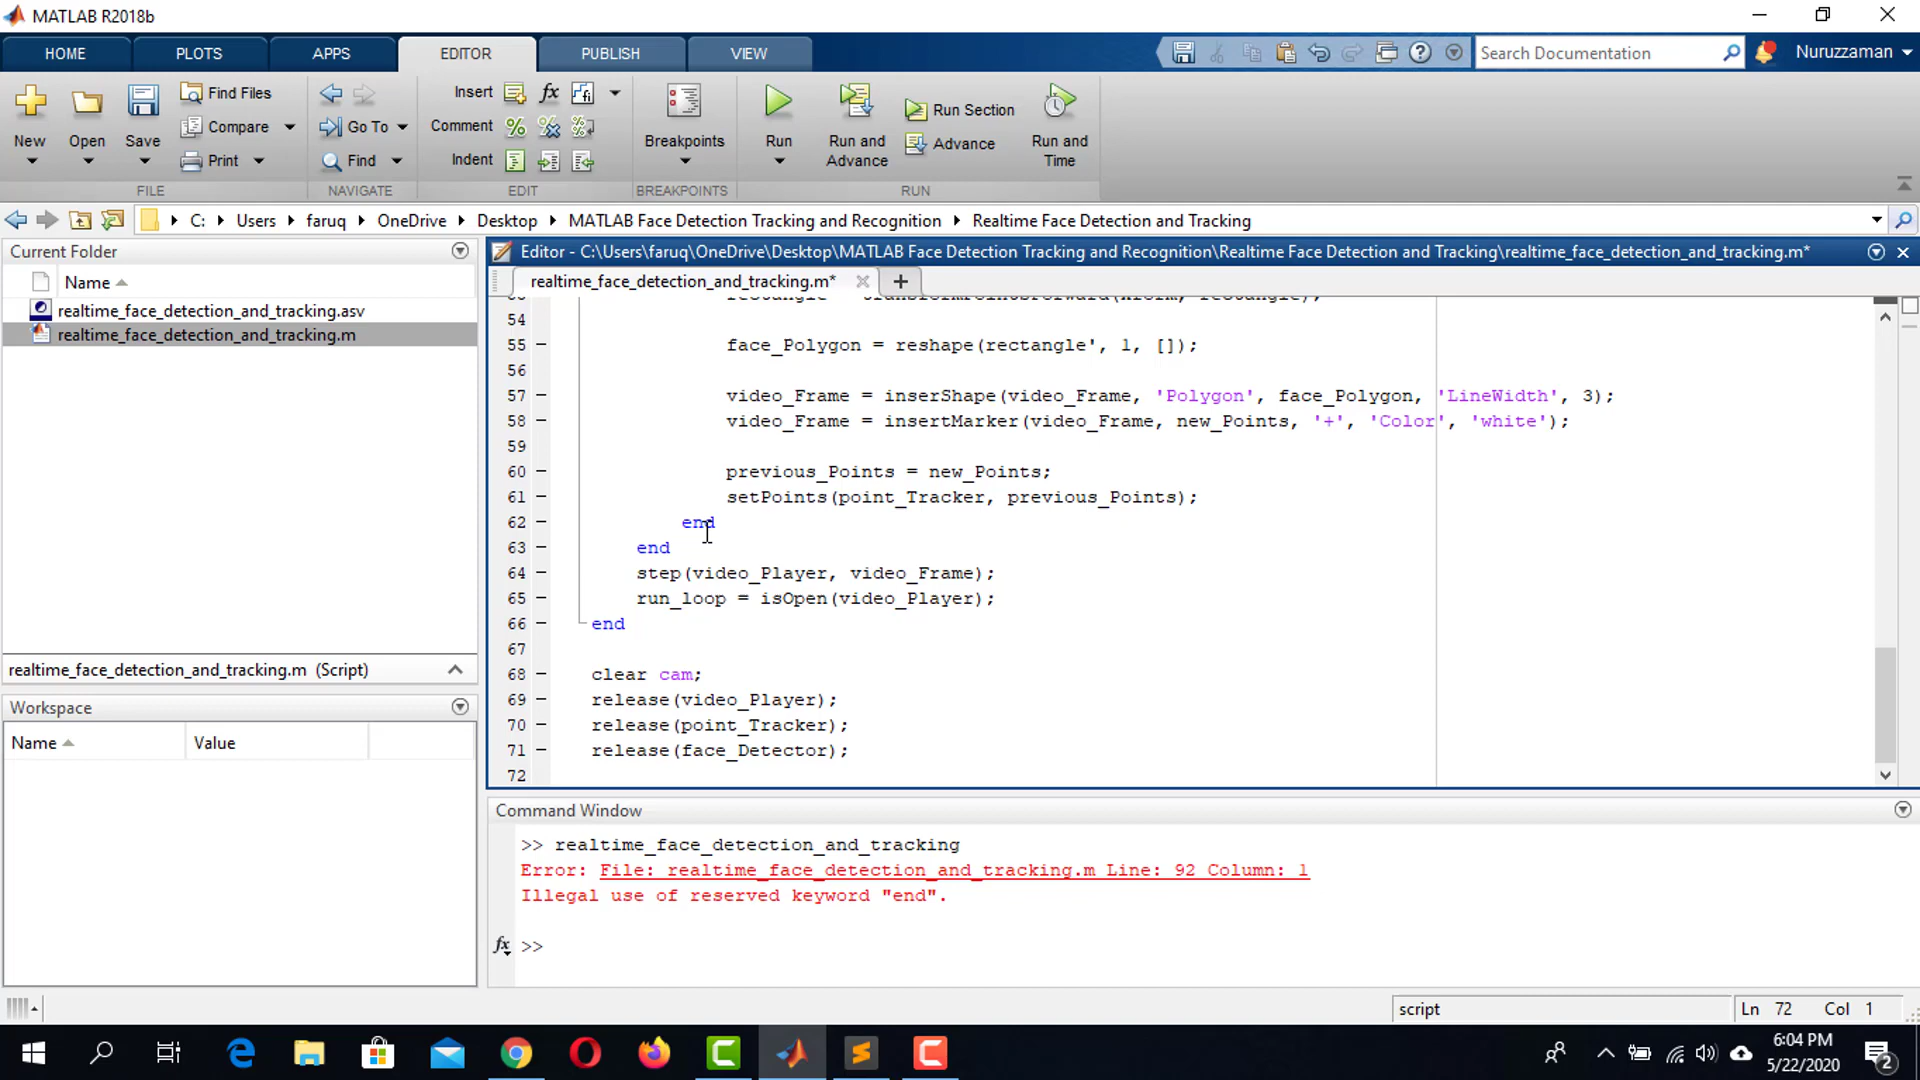 MATLAB R2018b
HOME PLOTS APPS EDITOR PUBLISH VIEW Search Documentation Nuruzzaman
New Open Save Find Files Compare Print Go To Find Insert fx Comment Indent Breakpoints Run Run and Advance Run Section Advance Run and Time
FILE NAVIGATE EDIT BREAKPOINTS RUN
C: Users faruq OneDrive Desktop MATLAB Face Detection Tracking and Recognition Realtime Face Detection and Tracking
Current Folder
Name
realtime_face_detection_and_tracking.asv
realtime_face_detection_and_tracking.m
realtime_face_detection_and_tracking.m (Script)
Workspace
Name Value
Editor - C:\Users\faruq\OneDrive\Desktop\MATLAB Face Detection Tracking and Recognition\Realtime Face Detection and Tracking\realtime_face_detection_and_tracking.m*
realtime_face_detection_and_tracking.m*
54
55 face_Polygon = reshape(rectangle', 1, []);
56
57 video_Frame = inserShape(video_Frame, 'Polygon', face_Polygon, 'LineWidth', 3);
58 video_Frame = insertMarker(video_Frame, new_Points, '+', 'Color', 'white');
59
60 previous_Points = new_Points;
61 setPoints(point_Tracker, previous_Points);
62 end
63 end
64 step(video_Player, video_Frame);
65 run_loop = isOpen(video_Player);
66 end
67
68 clear cam;
69 release(video_Player);
70 release(point_Tracker);
71 release(face_Detector);
72
Command Window
>> realtime_face_detection_and_tracking
Error: File: realtime_face_detection_and_tracking.m Line: 92 Column: 1
Illegal use of reserved keyword "end".
fx >>
script Ln 72 Col 1
6:04 PM
5/22/2020
2